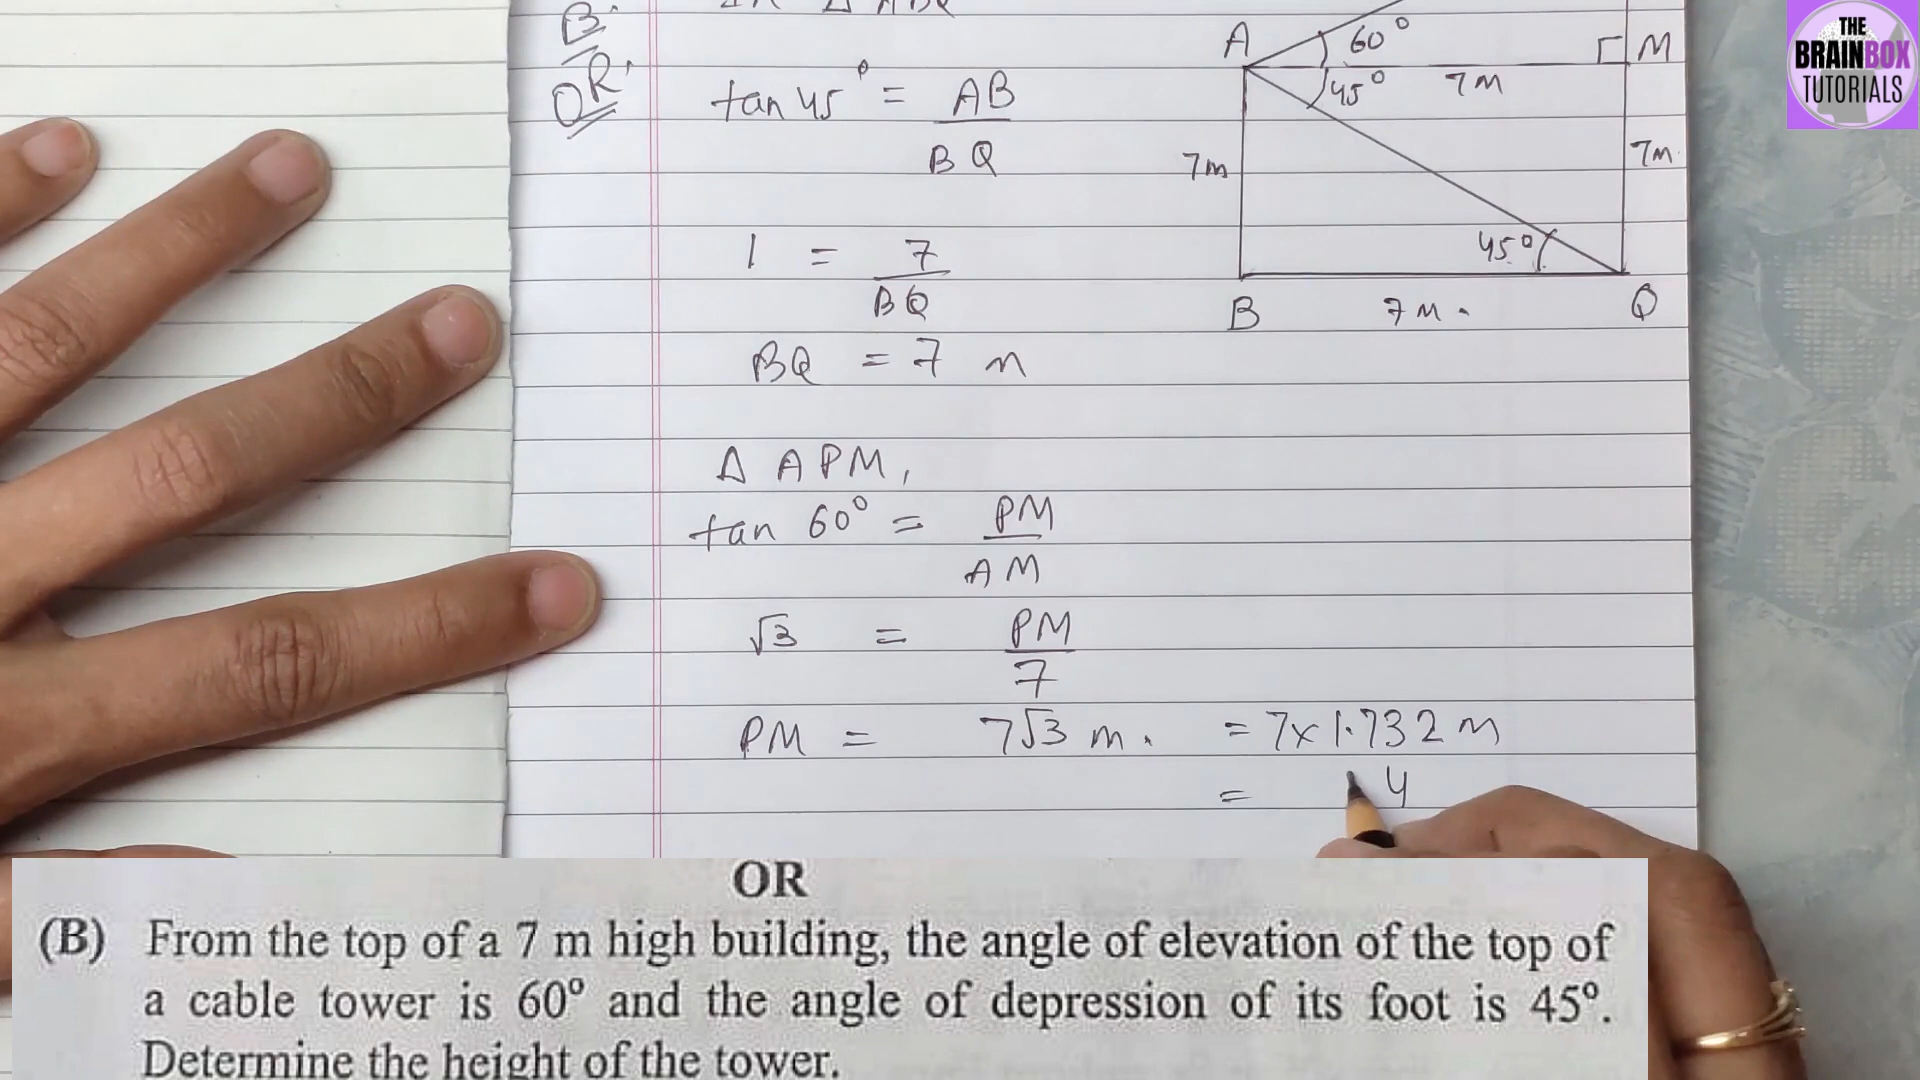 B.
OR.
tan 45° = AB
BQ
1 = 7
BQ
BQ = 7 m
Δ APM,
tan 60° = PM
AM
√3 = PM
7
PM = 7√3 m. = 7x1.732 m
= 4
A
60°
45°
7M
M
7m
7M.
45°
B
7M.
Q
THE
BRAINBOX
TUTORIALS
OR
(B) From the top of a 7 m high building, the angle of elevation of the top of
a cable tower is 60° and the angle of depression of its foot is 45°.
Determine the height of the tower.